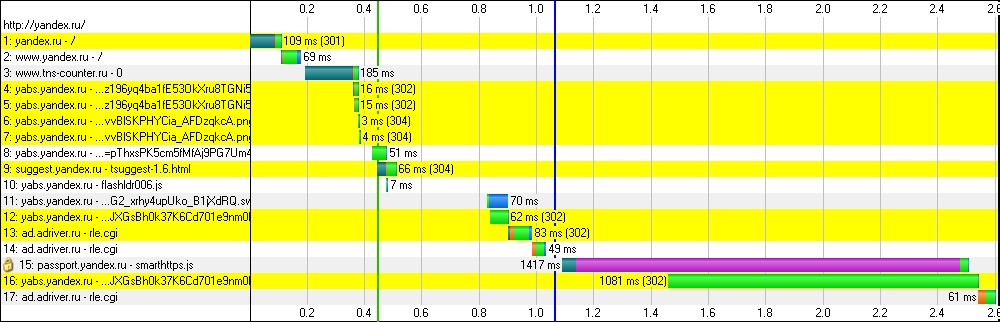 0.2 0.4 0.6 0.8 1.0 1.2 1.4 1.6 1.8 2.0 2.2 2.4 2.6
http://yandex.ru/
1: yandex.ru - / 109 ms (301)
2: www.yandex.ru - / 69 ms
3: www.tns-counter.ru - 0 185 ms
4: yabs.yandex.ru - 16 ms (302)
5: yabs.yandex.ru - 15 ms (302)
6: yabs.yandex.ru - ...vvBISKPHYCia_AFDzqkcA.png 3 ms (304)
7: yabs.yandex.ru - ...vvBISKPHYCia_AFDzqkcA.png 4 ms (304)
8: yabs.yandex.ru - 51 ms
9: suggest.yandex.ru - tsuggest-1.6.html 66 ms (304)
10: yabs.yandex.ru - flashldr006.js 7 ms
11: yabs.yandex.ru - 70 ms
12: yabs.yandex.ru - 62 ms (302)
13: ad.adriver.ru - rle.cgi 83 ms (302)
14: ad.adriver.ru - rle.cgi 49 ms
15: passport.yandex.ru - smarthttps.js 1417 ms
16: yabs.yandex.ru - 1081 ms (302)
17: ad.adriver.ru - rle.cgi 61 ms
0.2 0.4 0.6 0.8 1.0 1.2 1.4 1.6 1.8 2.0 2.2 2.4 2.6